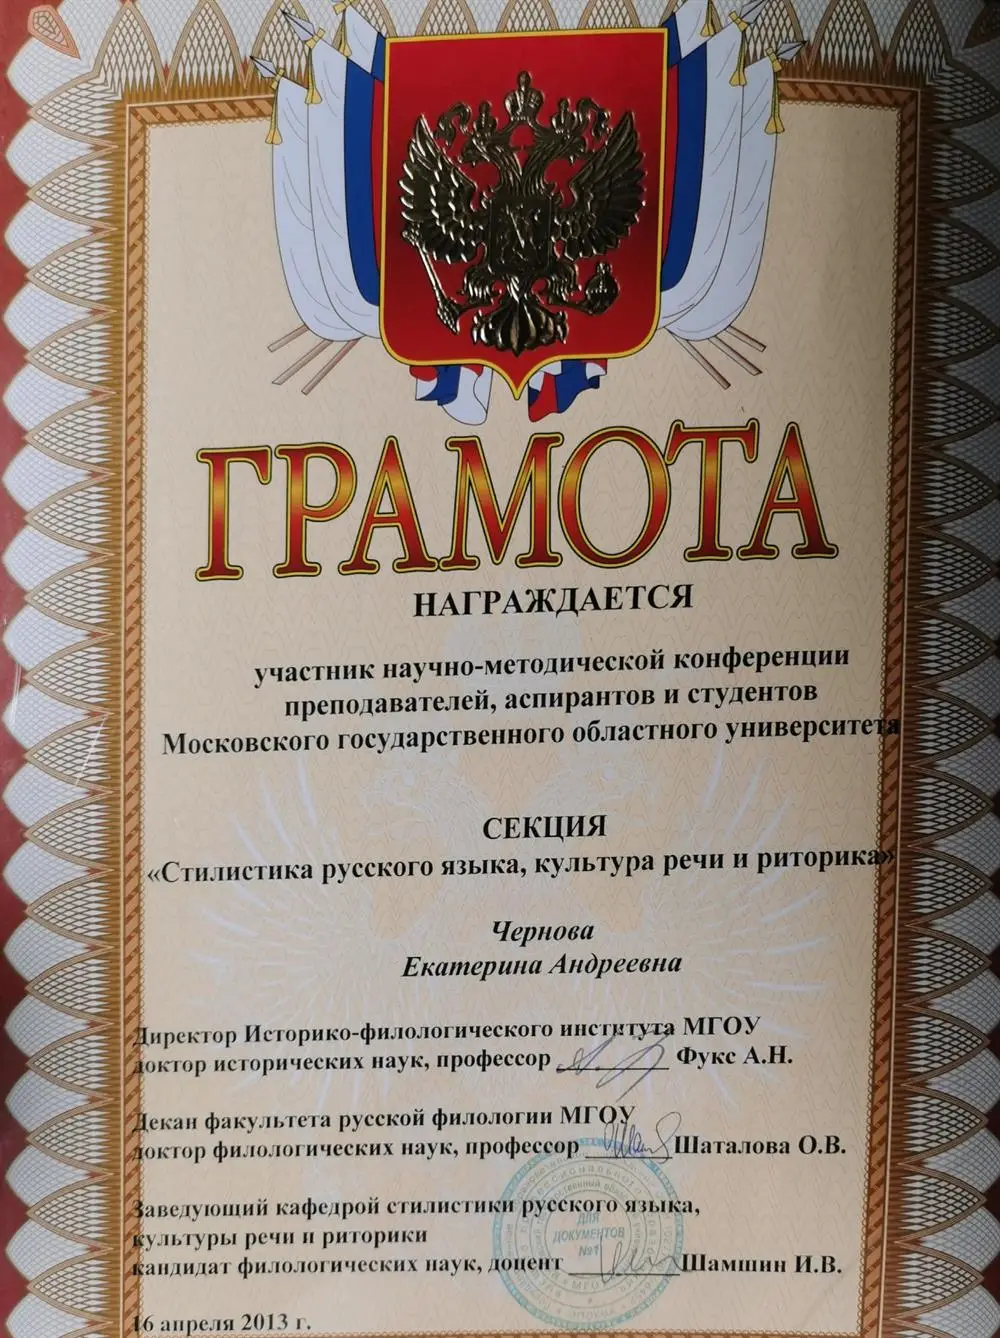 ГРАМОТА
НАГРАЖДАЕТСЯ
участник научно-методической конференции
преподавателей, аспирантов и студентов
Московского государственного областного университета
СЕКЦИЯ
«Стилистика русского языка, культура речи и риторика»
Чернова
Екатерина Андреевна
Директор Историко-филологического института МГОУ
доктор исторических наук, профессор Фукс А.Н.
Декан факультета русской филологии МГОУ
доктор филологических наук, профессор Шаталова О.В.
Заведующий кафедрой стилистики русского языка,
культуры речи и риторики
кандидат филологических наук, доцент Шамшин И.В.
ДЛЯ
ДОКУМЕНТОВ
№1
16 апреля 2013 г.